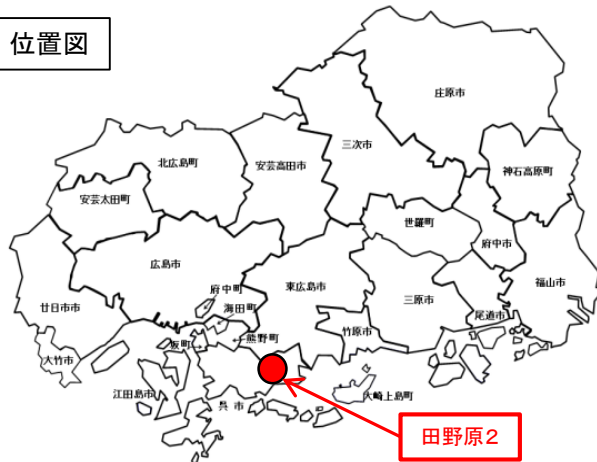 位置図
庄原市
三次市
北広島町
安芸高田市
神石高原町
安芸太田町
世羅町
府中市
広島市
東広島市
三原市
福山市
府中町
廿日市市
海田町
尾道市
竹原市
熊野町
坂町
大竹市
江田島市
呉市
大崎上島町
田野原2